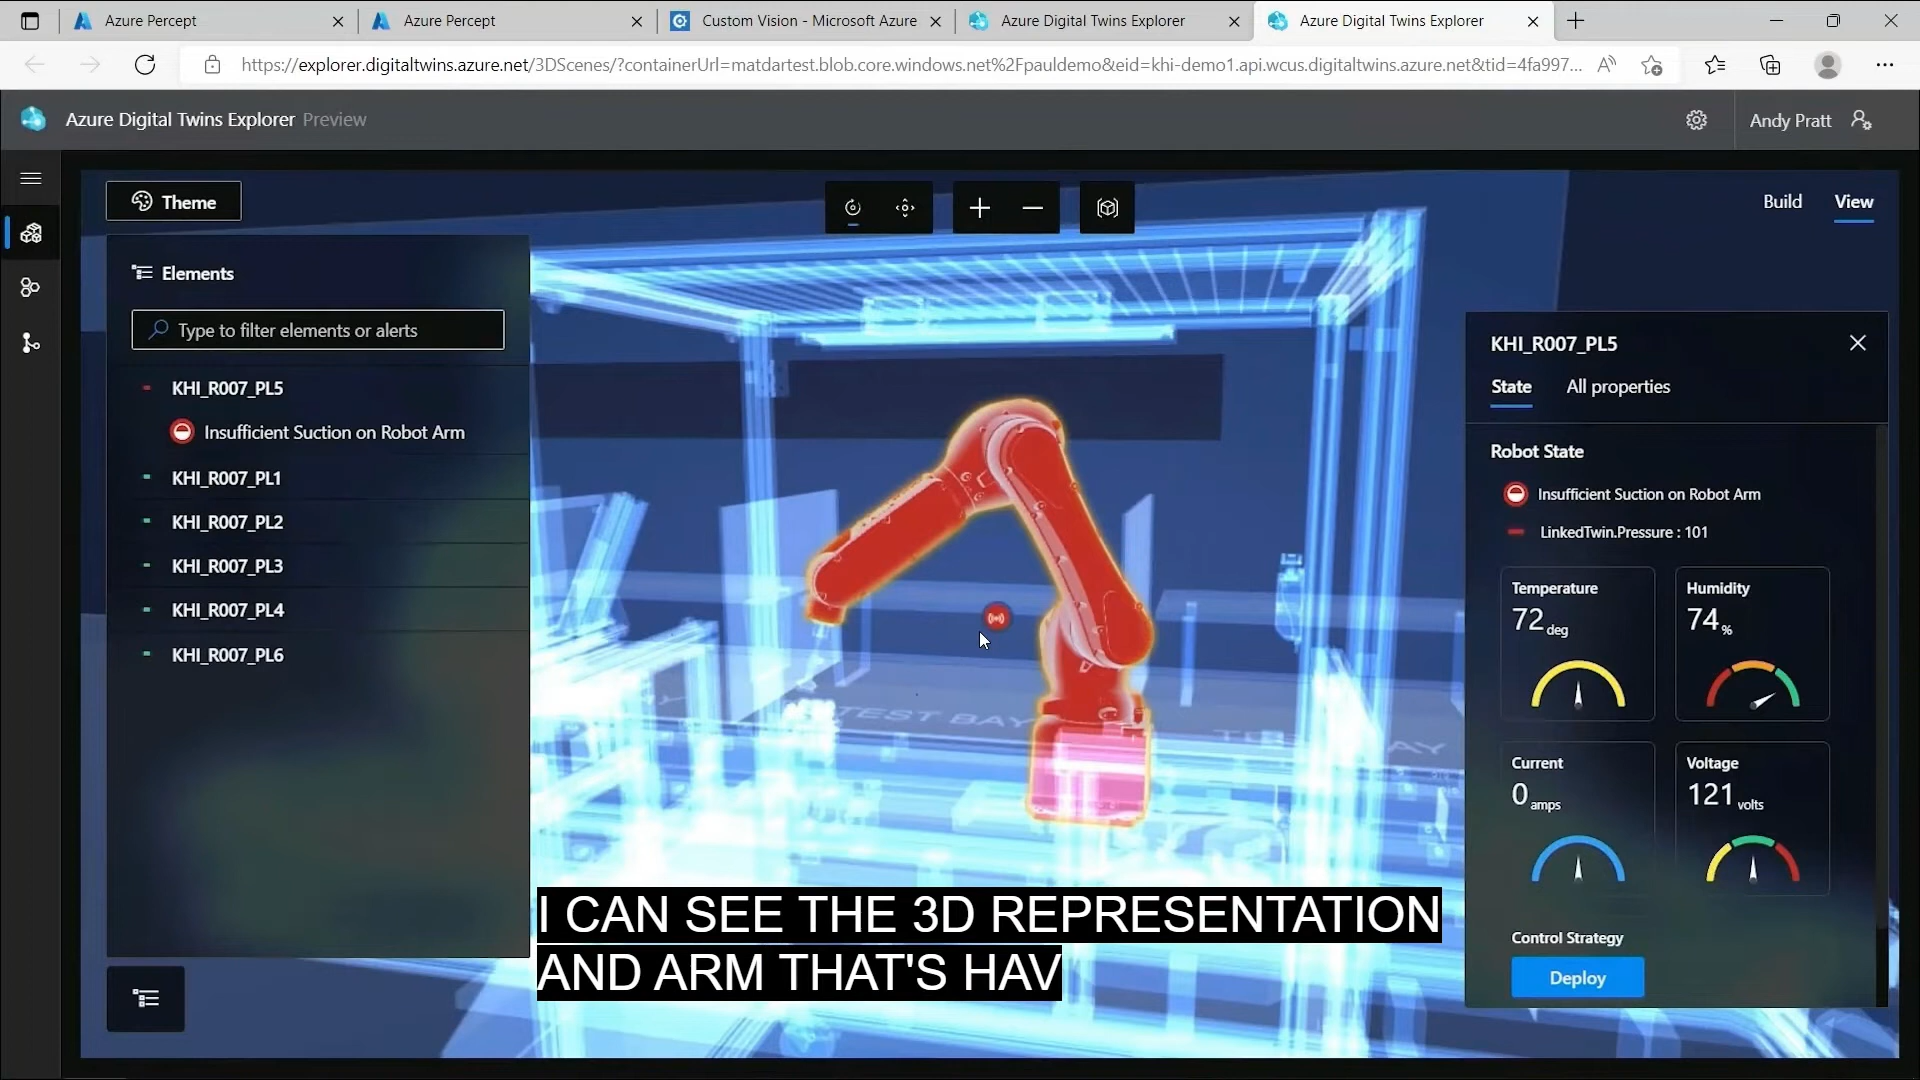 Azure Percept
Azure Percept
Custom Vision - Microsoft Azure
Azure Digital Twins Explorer
Azure Digital Twins Explorer
https://explorer.digitaltwins.azure.net/3DScenes/?containerUrl=matdartest.blob.core.windows.net%2Fpauldemo&eid=khi-demo1.api.wcus.digitaltwins.azure.net&tid=4fa997...
Azure Digital Twins Explorer Preview
Andy Pratt
Theme
Build
View
Elements
Type to filter elements or alerts
KHI_R007_PL5
Insufficient Suction on Robot Arm
KHI_R007_PL1
KHI_R007_PL2
KHI_R007_PL3
KHI_R007_PL4
KHI_R007_PL6
TEST BAY
KHI_R007_PL5
State
All properties
Robot State
Insufficient Suction on Robot Arm
LinkedTwin.Pressure : 101
Temperature
72 deg
Humidity
74 %
Current
0 amps
Voltage
121 volts
Control Strategy
Deploy
I CAN SEE THE 3D REPRESENTATION
AND ARM THAT'S HAV